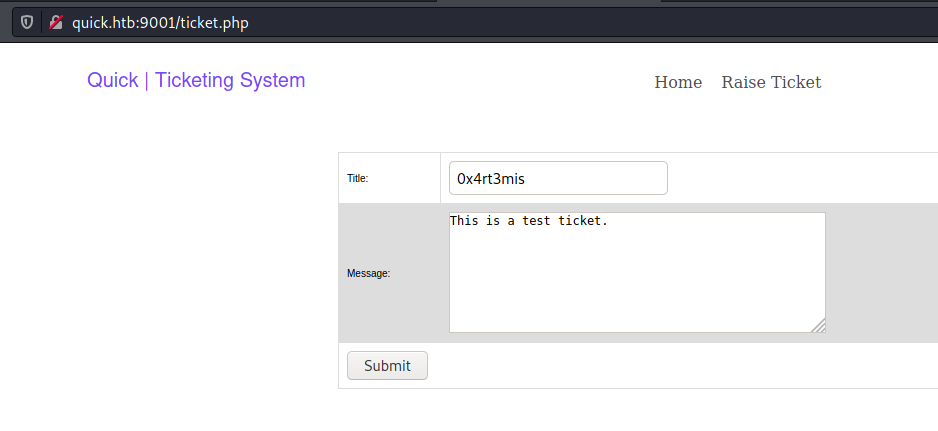 quick.htb:9001/ticket.php
Quick | Ticketing System
Home Raise Ticket
Title: 0x4rt3mis
This is a test ticket.
Message:
Submit